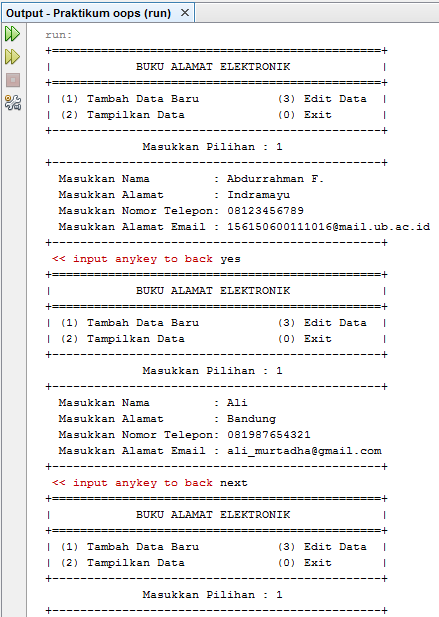 Output - Praktikum oops (run) ×
run:
+===================================================+
|             BUKU ALAMAT ELEKTRONIK              |
+===================================================+
| (1) Tambah Data Baru            (3) Edit Data  |
| (2) Tampilkan Data              (0) Exit       |
+---------------------------------------------------+
Masukkan Pilihan : 1
+---------------------------------------------------+
Masukkan Nama          : Abdurrahman F.
Masukkan Alamat        : Indramayu
Masukkan Nomor Telepon: 08123456789
Masukkan Alamat Email : 156150600111016@mail.ub.ac.id
+---------------------------------------------------+
<< input anykey to back yes
+===================================================+
|             BUKU ALAMAT ELEKTRONIK              |
+===================================================+
| (1) Tambah Data Baru            (3) Edit Data  |
| (2) Tampilkan Data              (0) Exit       |
+---------------------------------------------------+
Masukkan Pilihan : 1
+---------------------------------------------------+
Masukkan Nama          : Ali
Masukkan Alamat        : Bandung
Masukkan Nomor Telepon: 081987654321
Masukkan Alamat Email : ali_murtadha@gmail.com
+---------------------------------------------------+
<< input anykey to back next
+===================================================+
|             BUKU ALAMAT ELEKTRONIK              |
+===================================================+
| (1) Tambah Data Baru            (3) Edit Data  |
| (2) Tampilkan Data              (0) Exit       |
+---------------------------------------------------+
Masukkan Pilihan : 1
+---------------------------------------------------+